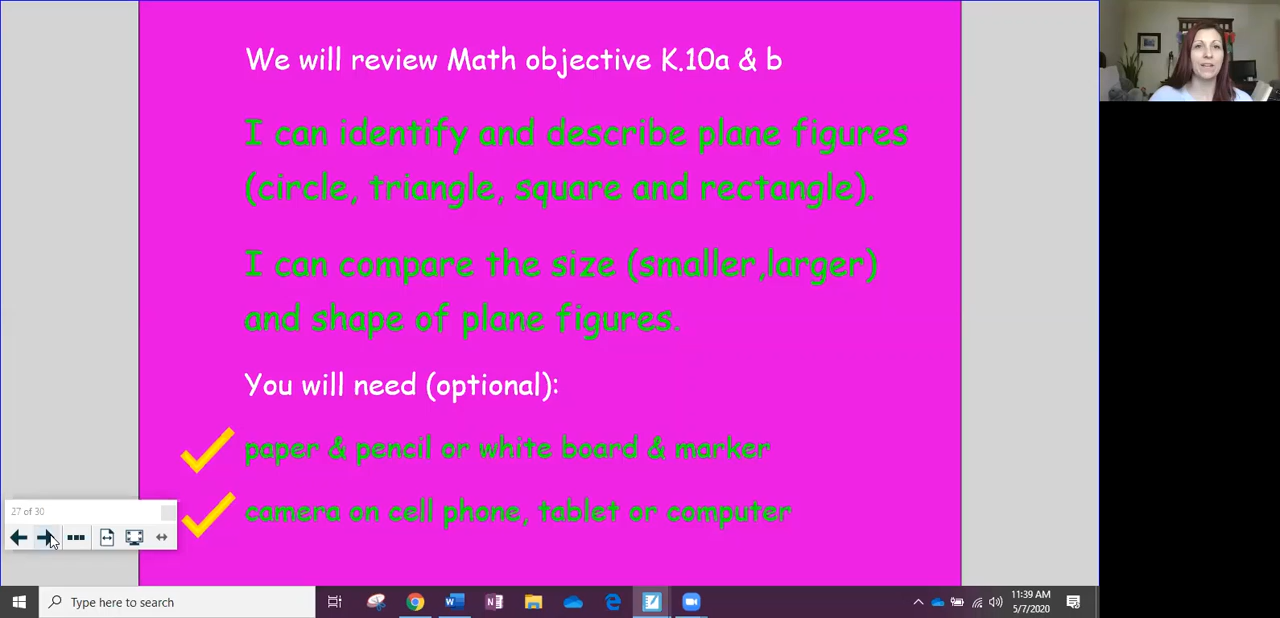 We will review Math objective K.10a & b
I can identify and describe plane figures
(circle, triangle, square and rectangle).
I can compare the size (smaller,larger)
and shape of plane figures.
You will need (optional):
paper & pencil or white board & marker
camera on cell phone, tablet or computer
27 of 30
Type here to search
11:39 AM
5/7/2020